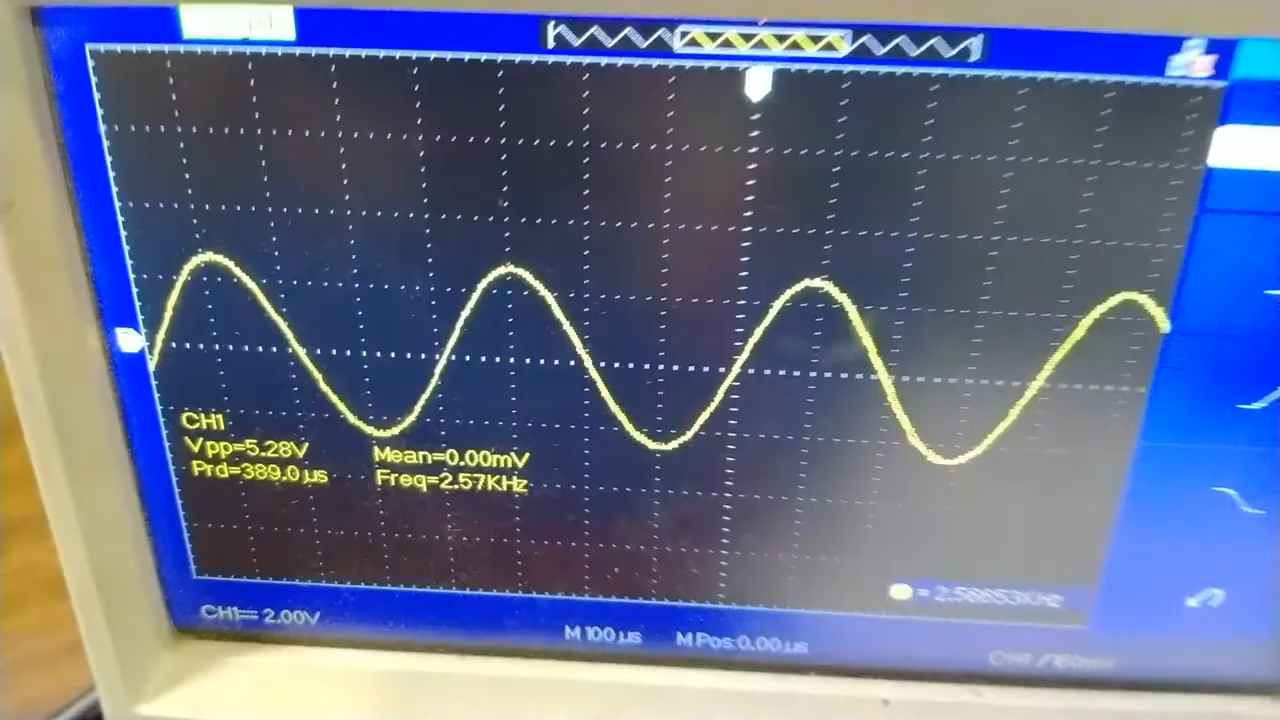 CH1
Vpp=5.28V Mean=0.00mV
Prd=389.0µs Freq=2.57KHz
CH1 2.00V
M 100µs M Pos:0.00µs